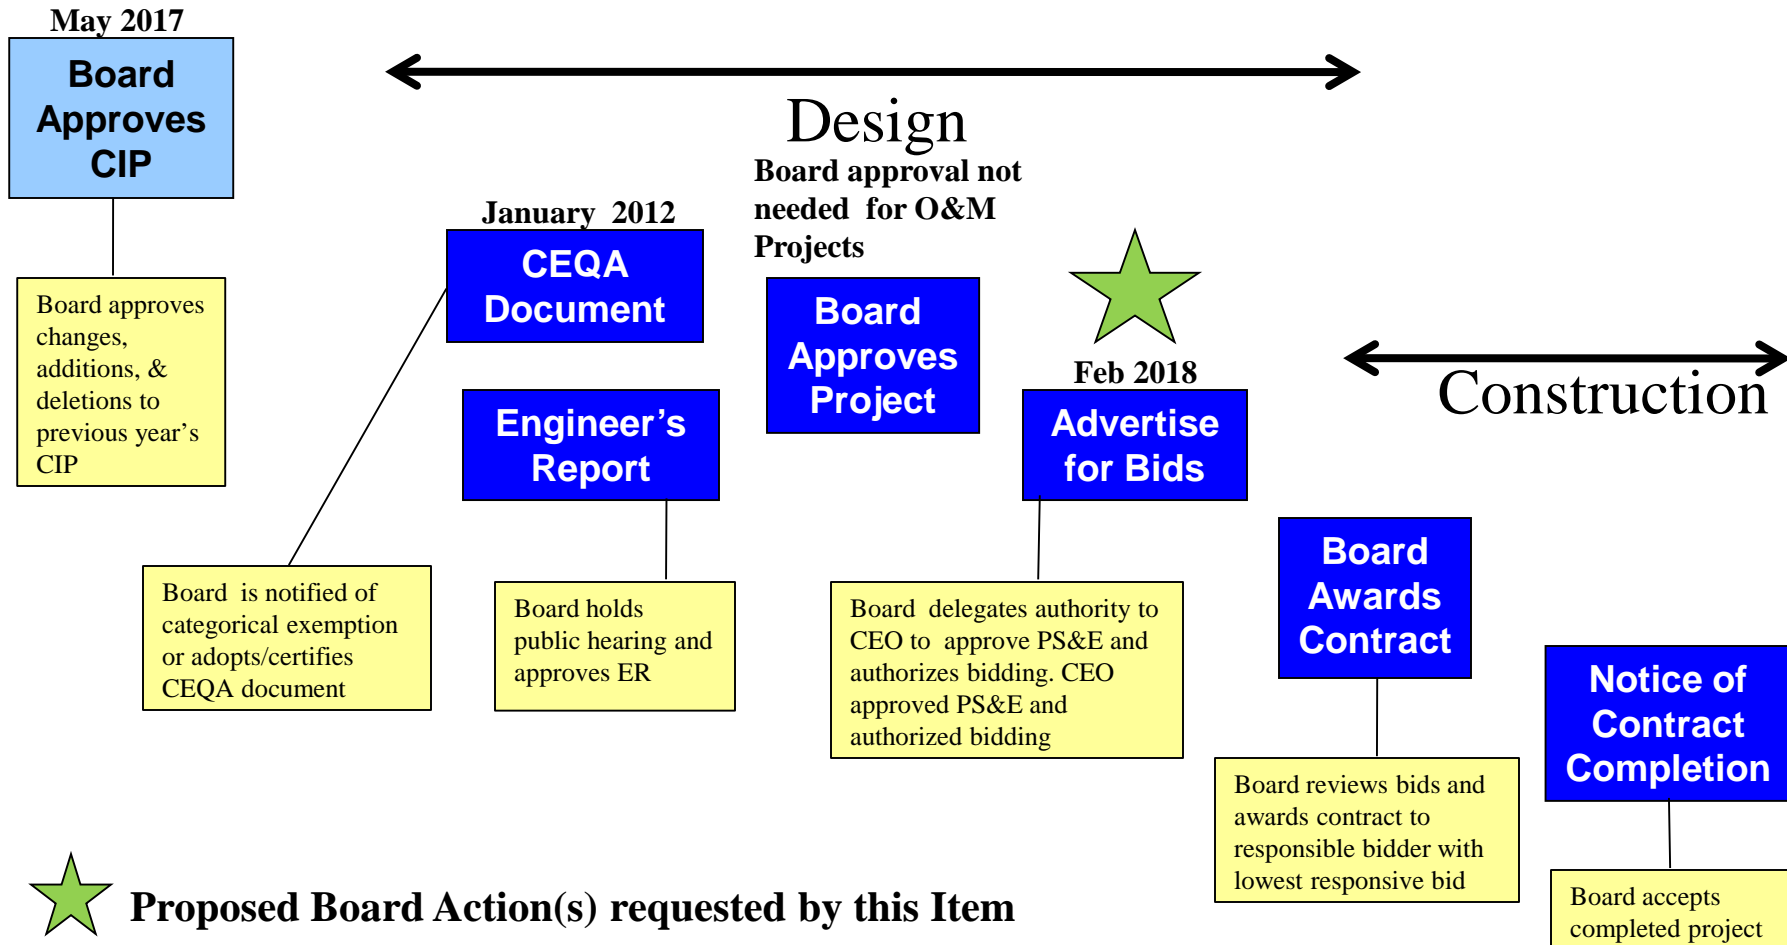 May 2017
Board
Approves
CIP
Board approves
changes,
additions, &
deletions to
previous year’s
CIP
Design
January 2012
CEQA
Document
Board is notified of
categorical exemption
or adopts/certifies
CEQA document
Engineer’s
Report
Board holds
public hearing and
approves ER
Board approval not
needed for O&M
Projects
Board
Approves
Project
Feb 2018
Advertise
for Bids
Board delegates authority to
CEO to approve PS&E and
authorizes bidding. CEO
approved PS&E and
authorized bidding
Construction
Board
Awards
Contract
Board reviews bids and
awards contract to
responsible bidder with
lowest responsive bid
Notice of
Contract
Completion
Board accepts
completed project
Proposed Board Action(s) requested by this Item